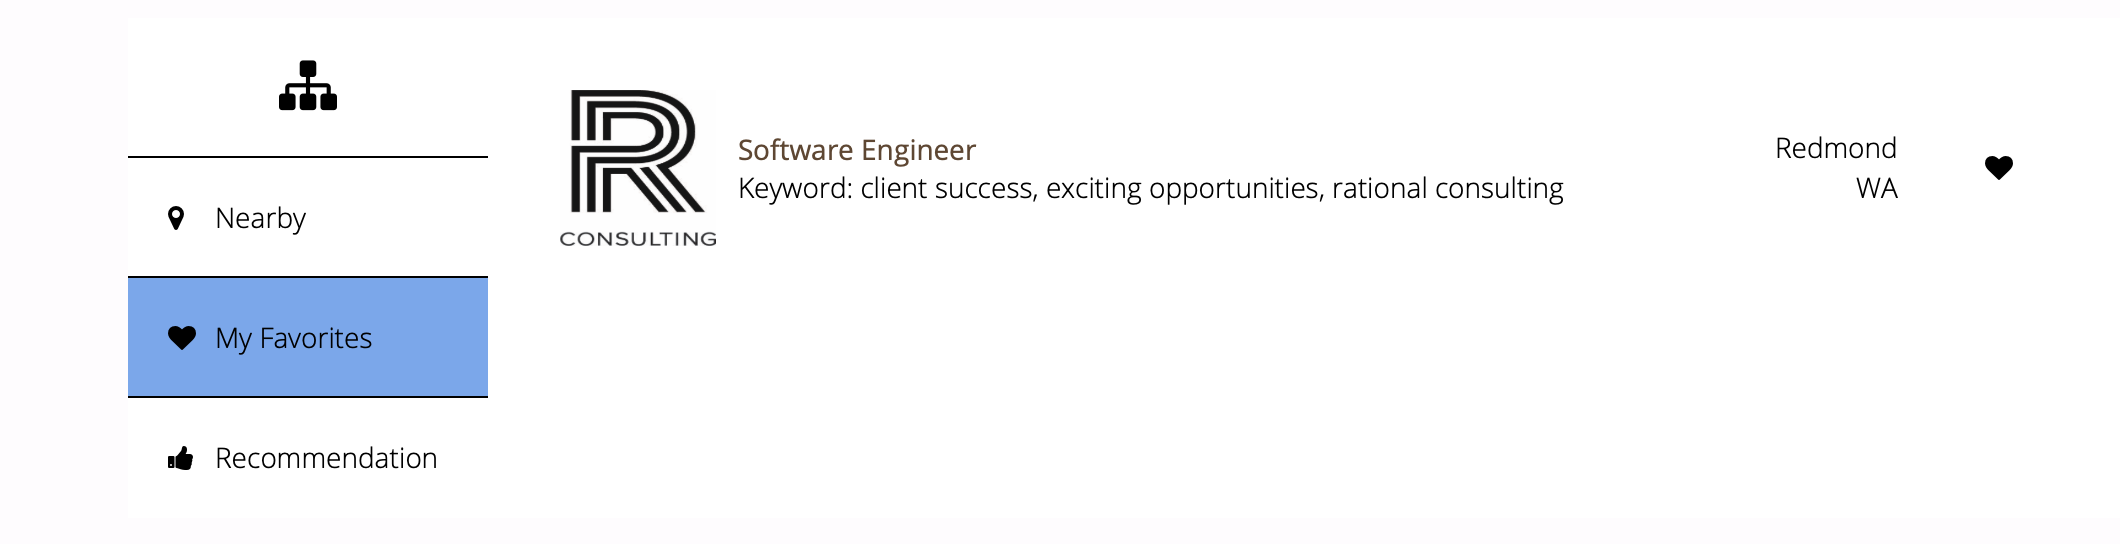 Nearby
My Favorites
Recommendation
R
CONSULTING
Software Engineer
Keyword: client success, exciting opportunities, rational consulting
Redmond
WA